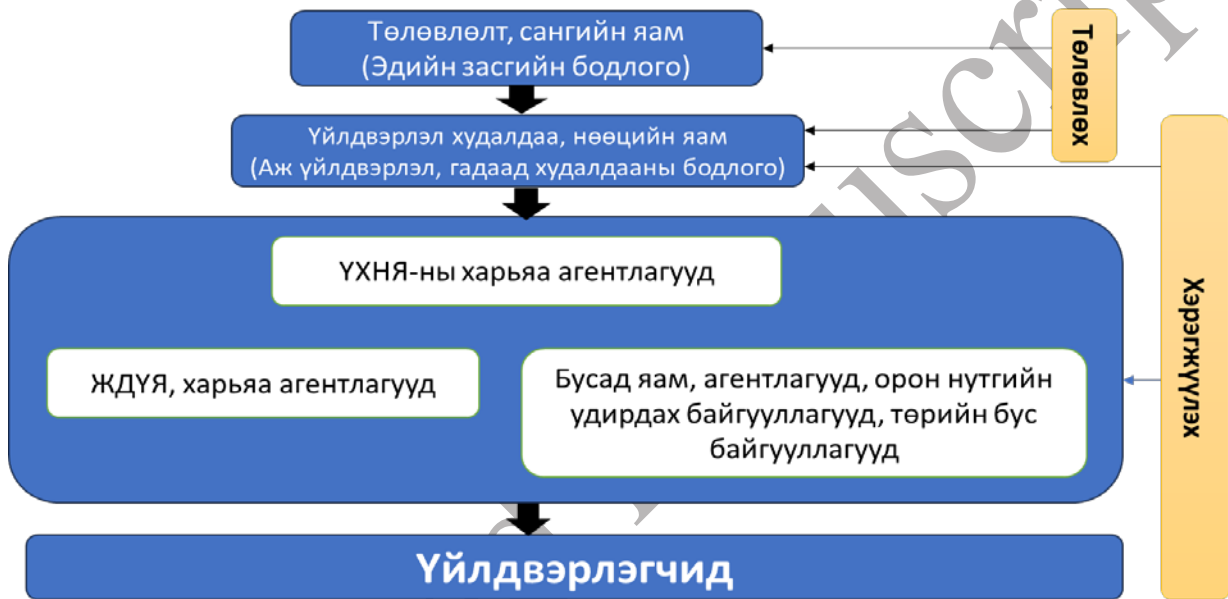 Төлөвлөлт, сангийн яам
(Эдийн засгийн бодлого)
Төлөвлөх
Үйлдвэрлэл худалдаа, нөөцийн яам
(Аж үйлдвэрлэл, гадаад худалдааны бодлого)
Хэрэгжүүлэх
ҮХНЯ-ны харьяа агентлагууд
ЖДҮЯ, харьяа агентлагууд
Бусад яам, агентлагууд, орон нутгийн
удирдах байгууллагууд, төрийн бус
байгууллагууд
Үйлдвэрлэгчид